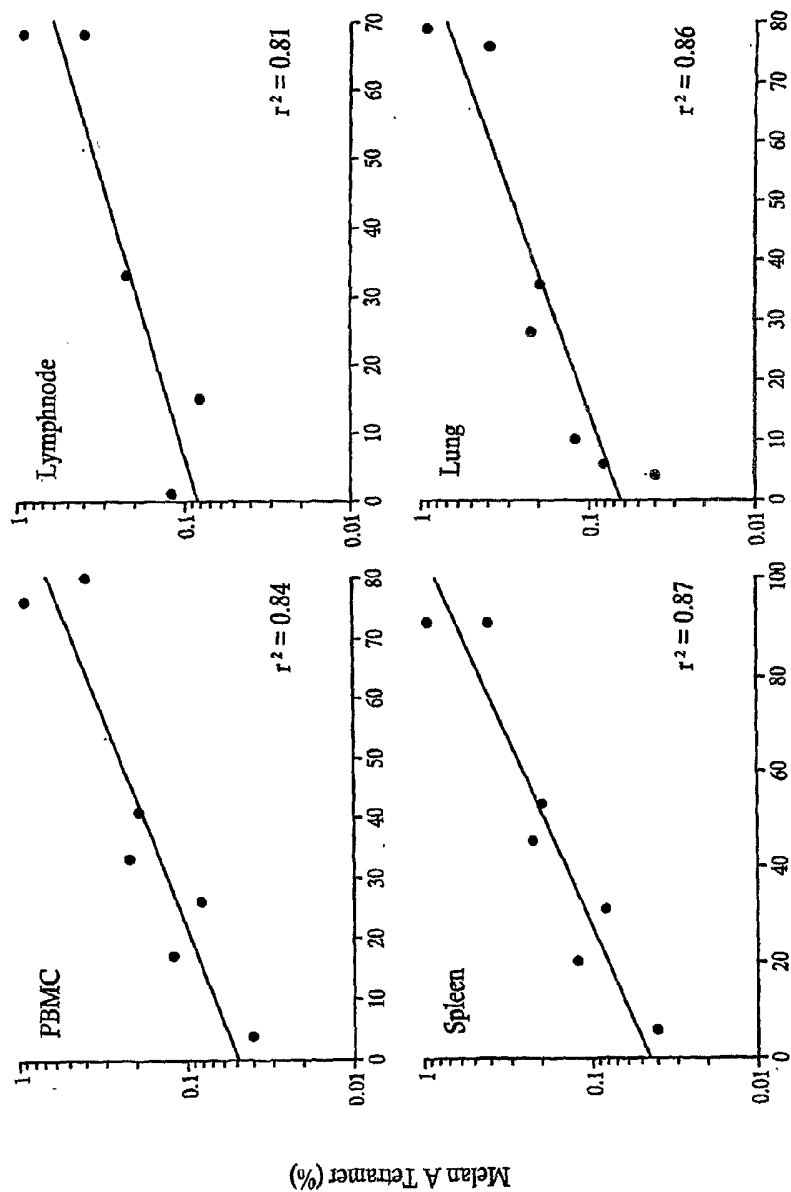 PBMC
1
0.1
0.01
0 10 20 30 40 50 60 70 80
r² = 0.84
Lymphnode
1
0.1
0.01
0 10 20 30 40 50 60 70
r² = 0.81
Spleen
1
0.1
0.01
0 20 40 60 80 100
r² = 0.87
Lung
1
0.1
0.01
0 10 20 30 40 50 60 70 80
r² = 0.86
Melan A Tetramer (%)